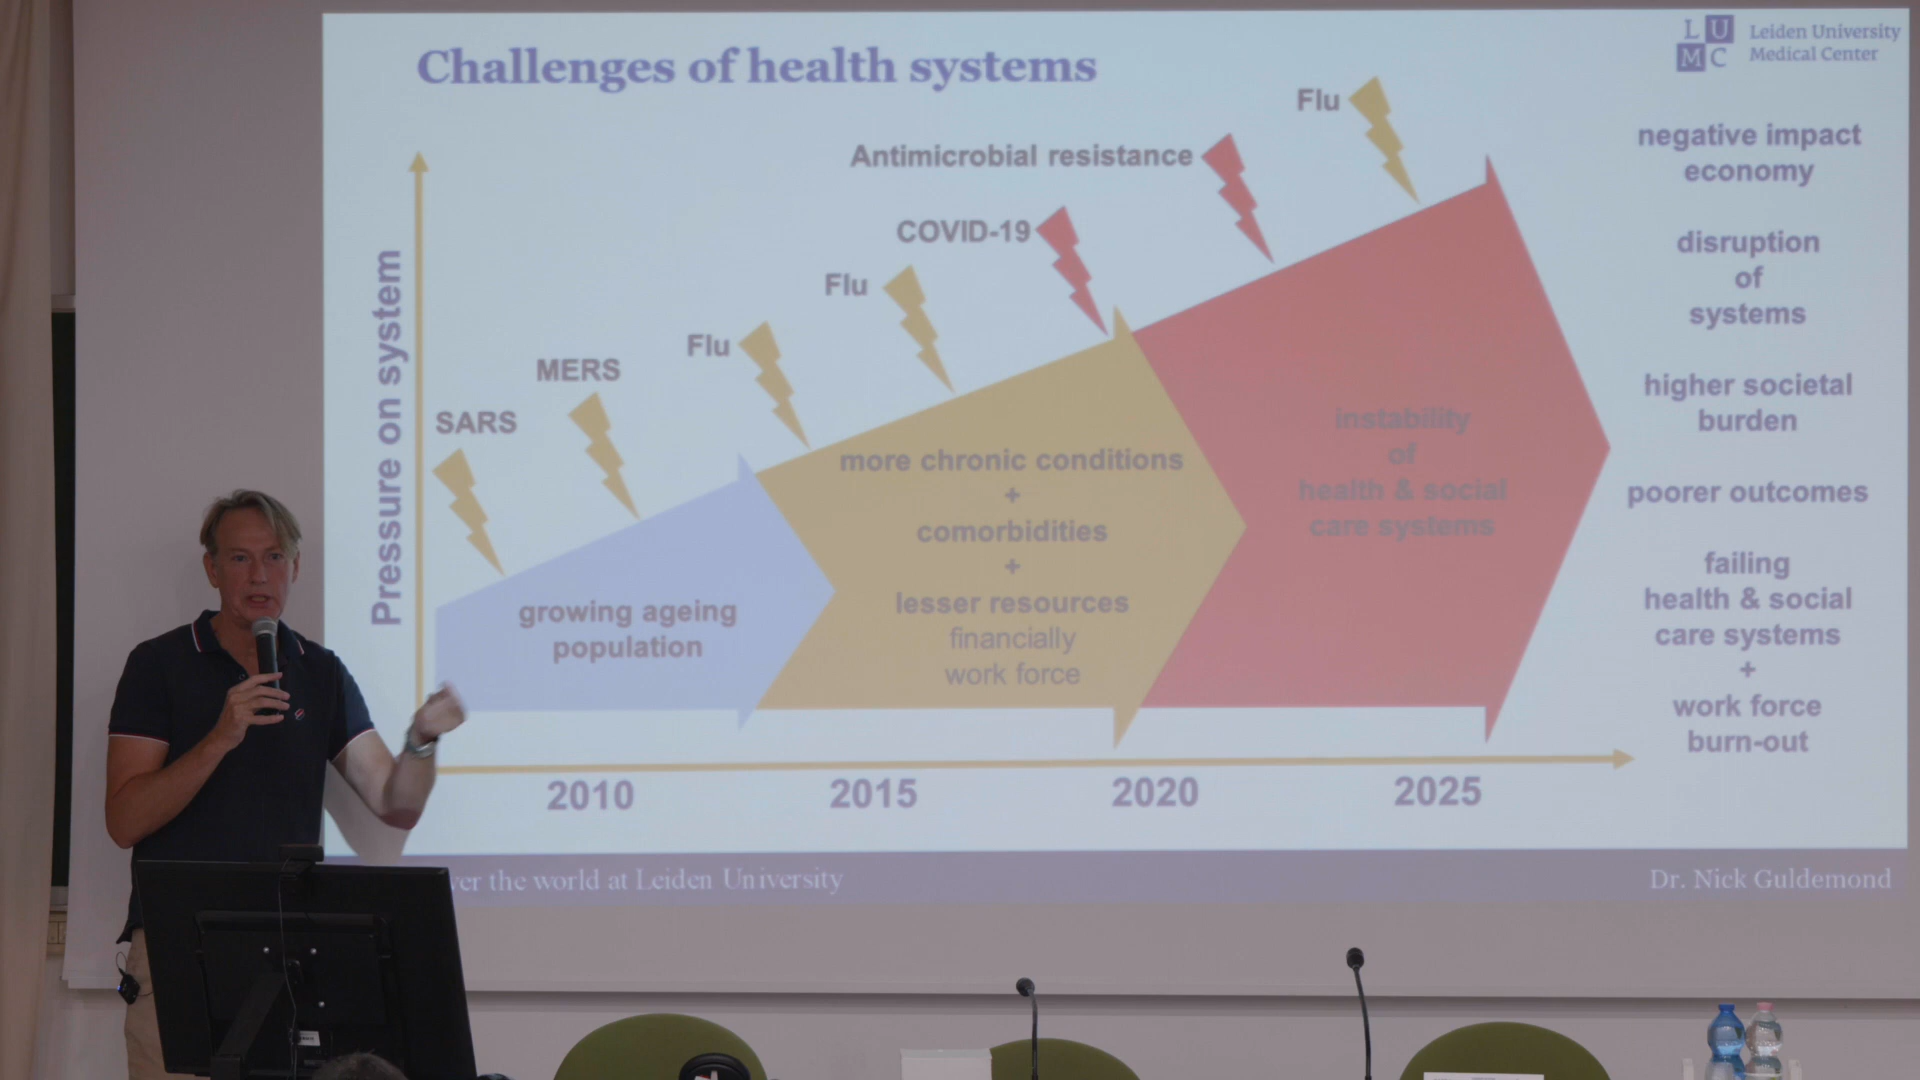 Challenges of health systems
L U
M C
Leiden University
Medical Center
Pressure on system
SARS
MERS
Flu
Flu
COVID-19
Antimicrobial resistance
Flu
growing ageing
population
more chronic conditions
+
comorbidities
+
lesser resources
financially
work force
instability
of
health & social
care systems
negative impact
economy
disruption
of
systems
higher societal
burden
poorer outcomes
failing
health & social
care systems
+
work force
burn-out
2010
2015
2020
2025
the world at Leiden University
Dr. Nick Guldemond